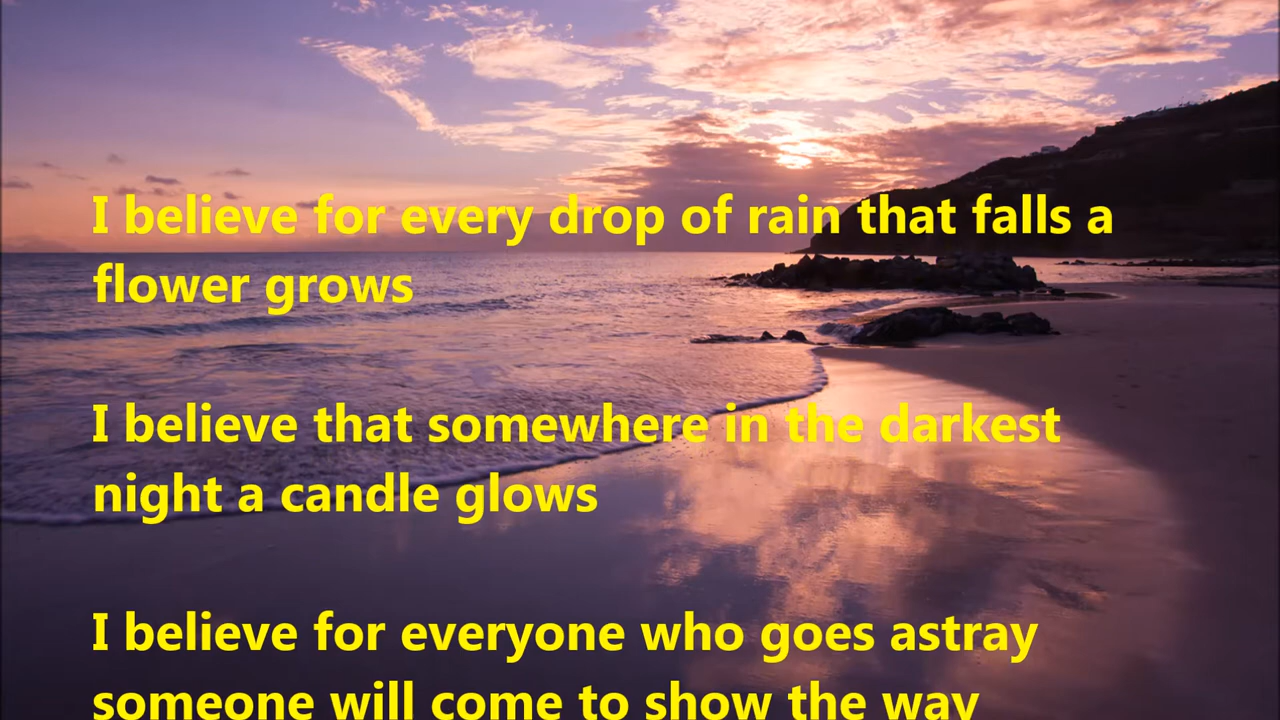 I believe for every drop of rain that falls a
flower grows
I believe that somewhere in the darkest
night a candle glows
I believe for everyone who goes astray
someone will come to show the way